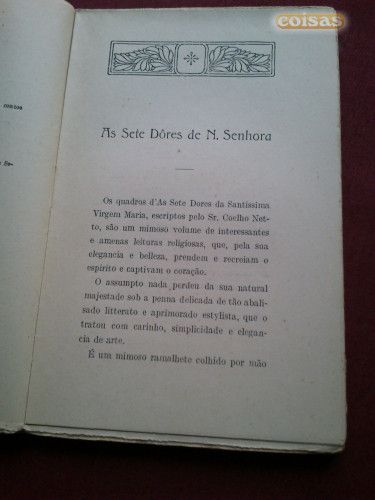 coisas
contos
e Se-
As Sete Dôres de N. Senhora
Os quadros d'As Sete Dores da Santissima
Virgem Maria, escriptos pelo Sr. Coelho Net-
to, são um mimoso volume de interessantes
e amenas leituras religiosas, que, pela sua
elegancia e belleza, prendem e recreiam o
espirito e captivam o coração.
O assumpto nada perdeu da sua natural
majestade sob a penna delicada de tão abali-
sado litterato e aprimorado estylista, que o
tratou com carinho, simplicidade e elegan-
cia de arte.
É um mimoso ramalhete colhido por mão